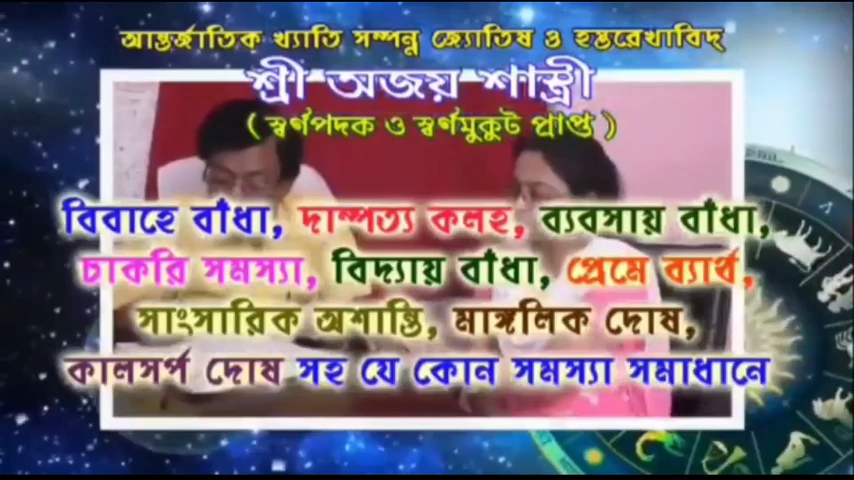 আন্তর্জাতিক খ্যাতি সম্পন্ন জ্যোতিষ ও হস্তরেখাবিদ্
শ্রী অজয় শাস্ত্রী
( স্বর্ণপদক ও স্বর্ণমুকুট প্রাপ্ত )
বিবাহে বাঁধা, দাম্পত্য কলহ, ব্যবসায় বাঁধা,
চাকরি সমস্যা, বিদ্যায় বাঁধা, প্রেমে ব্যার্থ,
সাংসারিক অশান্তি, মাঙ্গলিক দোষ,
কালসর্প দোষ সহ যে কোন সমস্যা সমাধানে